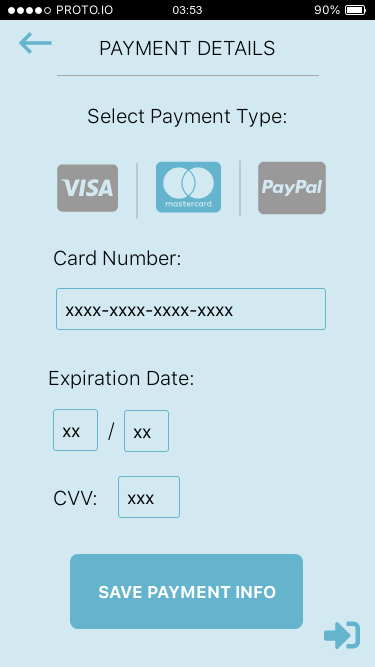 PROTO.IO 03:53 90%
PAYMENT DETAILS
Select Payment Type:
VISA mastercard PayPal
Card Number:
xxxx-xxxx-xxxx-xxxx
Expiration Date:
xx / xx
CVV: xxx
SAVE PAYMENT INFO